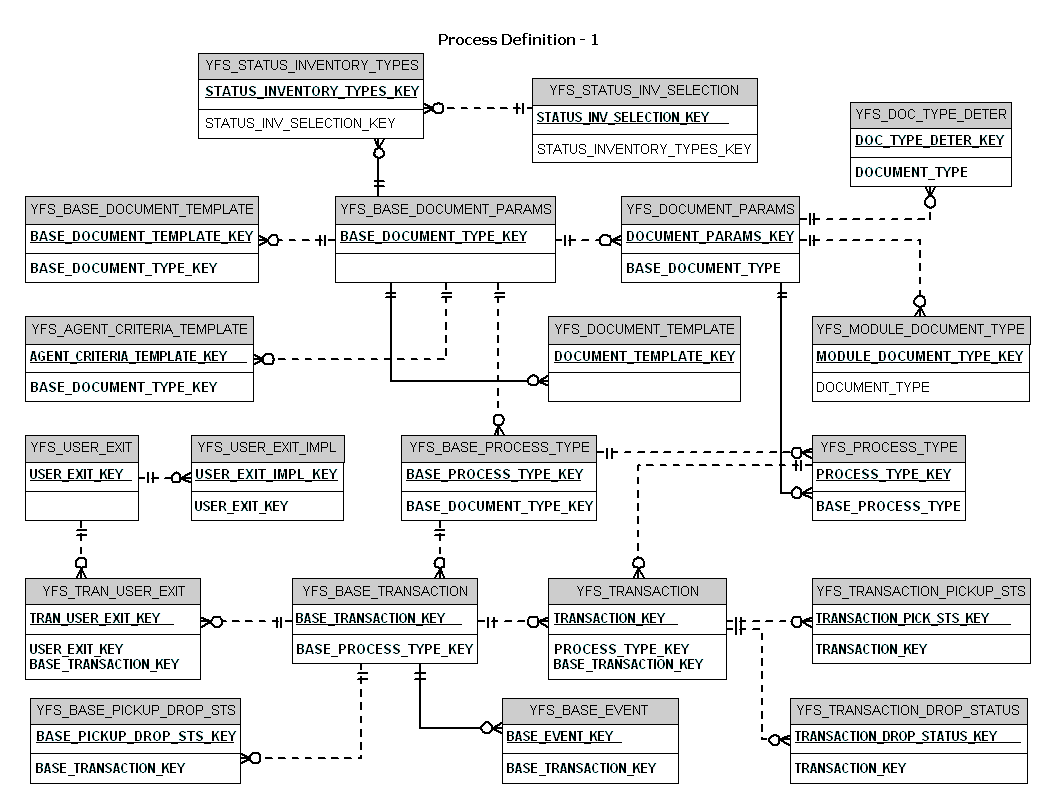 Process Definition - 1
YFS_STATUS_INVENTORY_TYPES
STATUS_INVENTORY_TYPES_KEY
STATUS_INV_SELECTION_KEY
YFS_STATUS_INV_SELECTION
STATUS_INV_SELECTION_KEY
STATUS_INVENTORY_TYPES_KEY
YFS_DOC_TYPE_DETER
DOC_TYPE_DETER_KEY
DOCUMENT_TYPE
YFS_BASE_DOCUMENT_TEMPLATE
BASE_DOCUMENT_TEMPLATE_KEY
BASE_DOCUMENT_TYPE_KEY
YFS_BASE_DOCUMENT_PARAMS
BASE_DOCUMENT_TYPE_KEY
YFS_DOCUMENT_PARAMS
DOCUMENT_PARAMS_KEY
BASE_DOCUMENT_TYPE
YFS_AGENT_CRITERIA_TEMPLATE
AGENT_CRITERIA_TEMPLATE_KEY
BASE_DOCUMENT_TYPE_KEY
YFS_DOCUMENT_TEMPLATE
DOCUMENT_TEMPLATE_KEY
YFS_MODULE_DOCUMENT_TYPE
MODULE_DOCUMENT_TYPE_KEY
DOCUMENT_TYPE
YFS_USER_EXIT
USER_EXIT_KEY
YFS_USER_EXIT_IMPL
USER_EXIT_IMPL_KEY
USER_EXIT_KEY
YFS_BASE_PROCESS_TYPE
BASE_PROCESS_TYPE_KEY
BASE_DOCUMENT_TYPE_KEY
YFS_PROCESS_TYPE
PROCESS_TYPE_KEY
BASE_PROCESS_TYPE
YFS_TRAN_USER_EXIT
TRAN_USER_EXIT_KEY
USER_EXIT_KEY
BASE_TRANSACTION_KEY
YFS_BASE_TRANSACTION
BASE_TRANSACTION_KEY
BASE_PROCESS_TYPE_KEY
YFS_TRANSACTION
TRANSACTION_KEY
PROCESS_TYPE_KEY
BASE_TRANSACTION_KEY
YFS_TRANSACTION_PICKUP_STS
TRANSACTION_PICK_STS_KEY
TRANSACTION_KEY
YFS_BASE_PICKUP_DROP_STS
BASE_PICKUP_DROP_STS_KEY
BASE_TRANSACTION_KEY
YFS_BASE_EVENT
BASE_EVENT_KEY
BASE_TRANSACTION_KEY
YFS_TRANSACTION_DROP_STATUS
TRANSACTION_DROP_STATUS_KEY
TRANSACTION_KEY